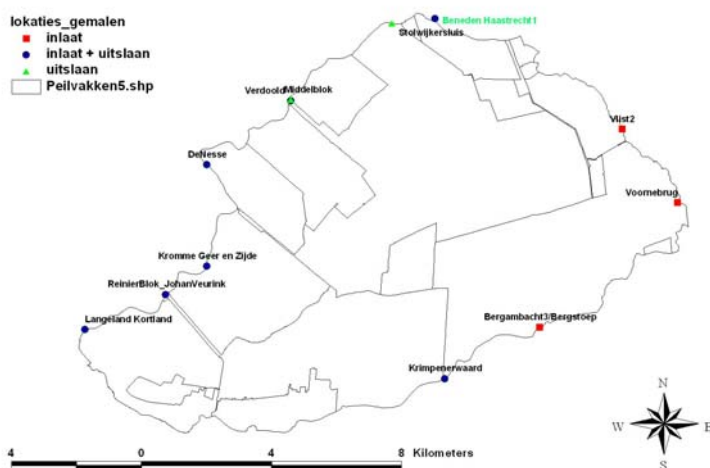 lokaties_gemalen
inlaat
inlaat + uitslaan
uitslaan
Peilvakken5.shp
Beneden Haastrecht1
Stolwijkersluis
Verdoold Middelblok
Vlist2
DeNesse
Voornebrug
Kromme Geer en Zijde
ReinierBlok_JohanVeurink
Langeland Kortland
Bergambacht3/Bergstoep
Krimpenerwaard
N
W E
S
4 0 4 8 Kilometers